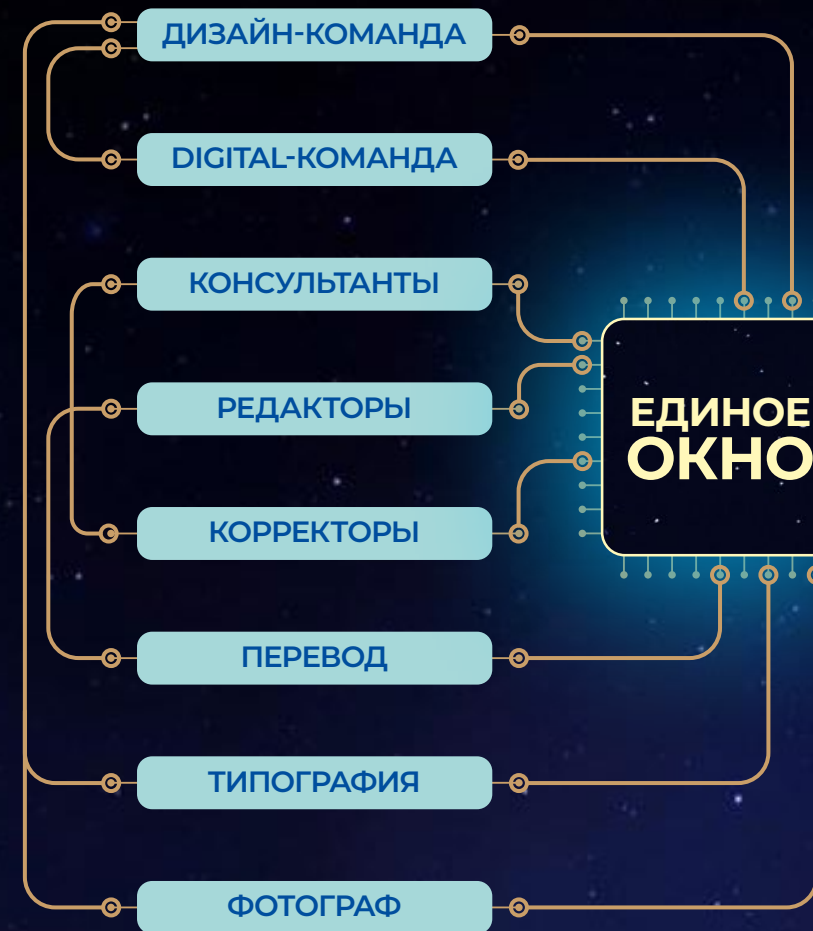 ДИЗАЙН-КОМАНДА
DIGITAL-КОМАНДА
КОНСУЛЬТАНТЫ
РЕДАКТОРЫ
КОРРЕКТОРЫ
ПЕРЕВОД
ТИПОГРАФИЯ
ФОТОГРАФ
ЕДИНОЕ
ОКНО